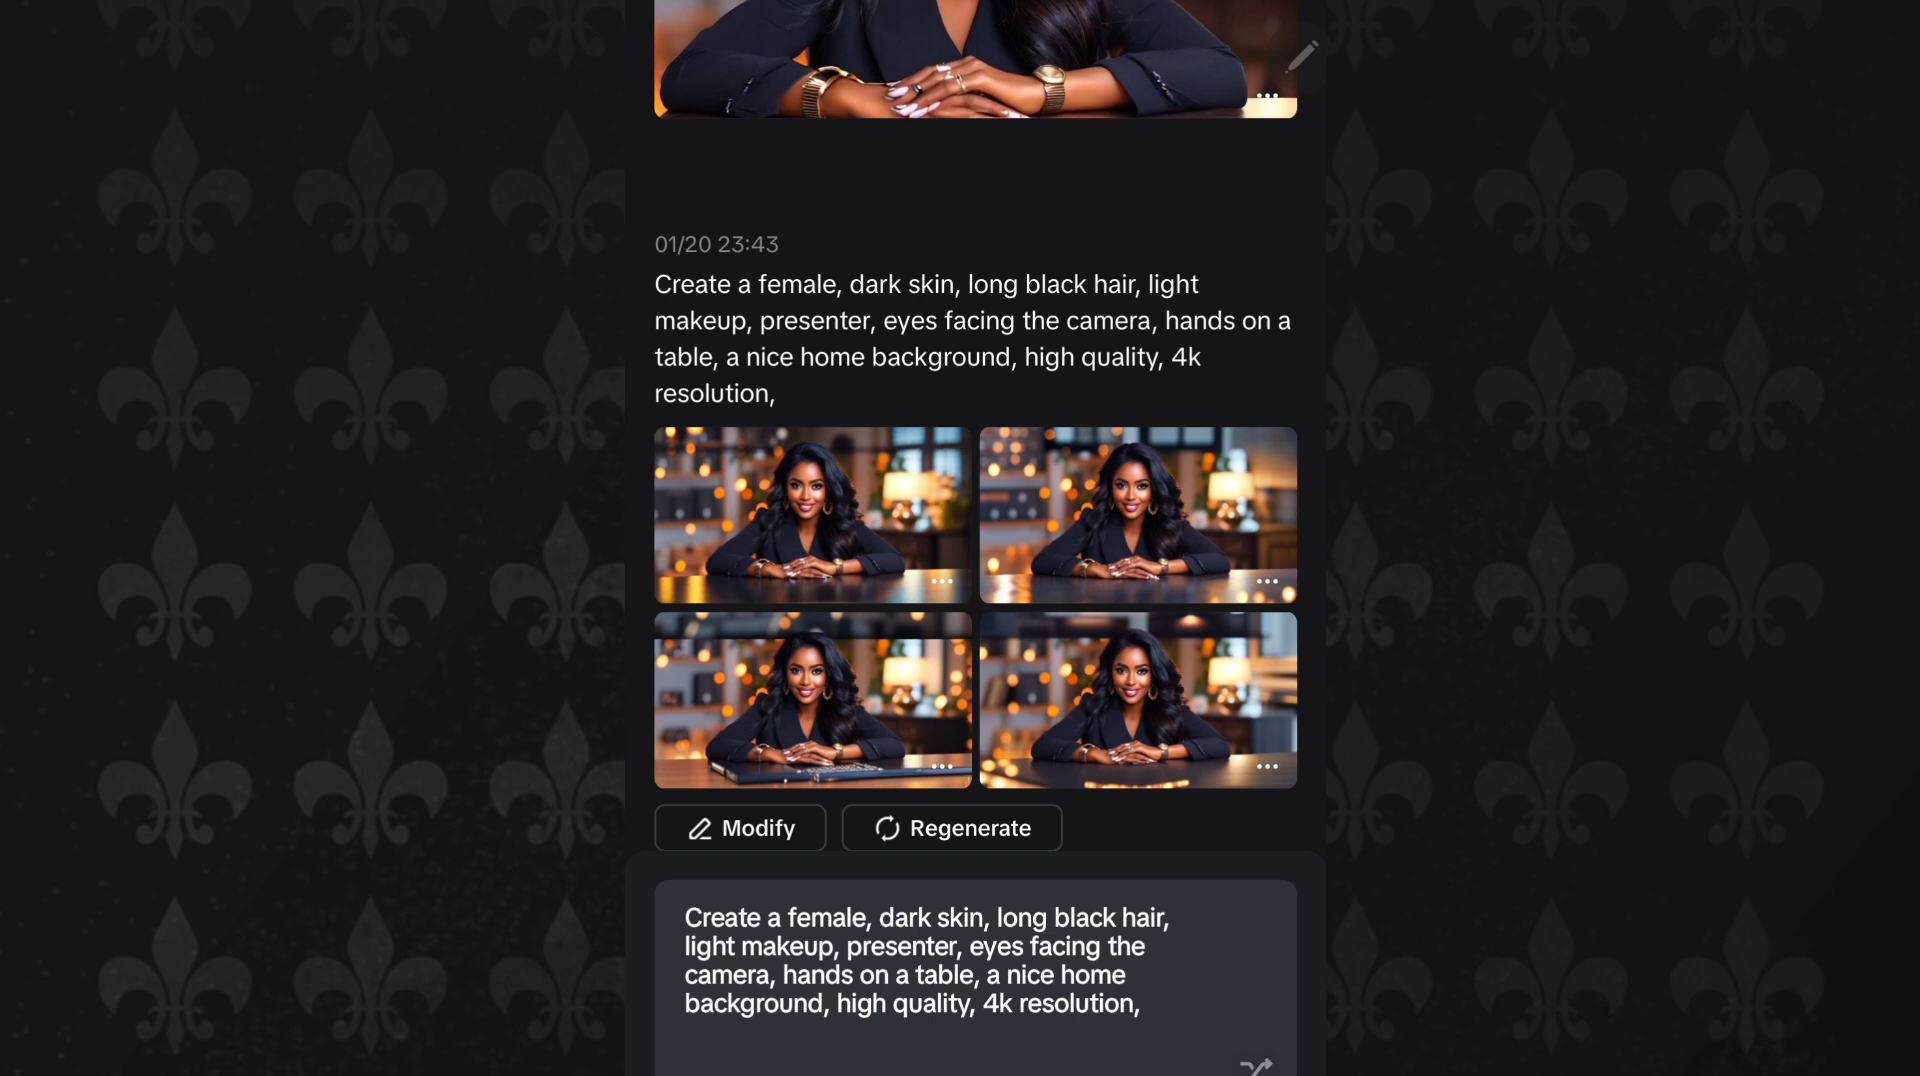 01/20 23:43
Create a female, dark skin, long black hair, light
makeup, presenter, eyes facing the camera, hands on a
table, a nice home background, high quality, 4k
resolution,
Modify
Regenerate
Create a female, dark skin, long black hair,
light makeup, presenter, eyes facing the
camera, hands on a table, a nice home
background, high quality, 4k resolution,